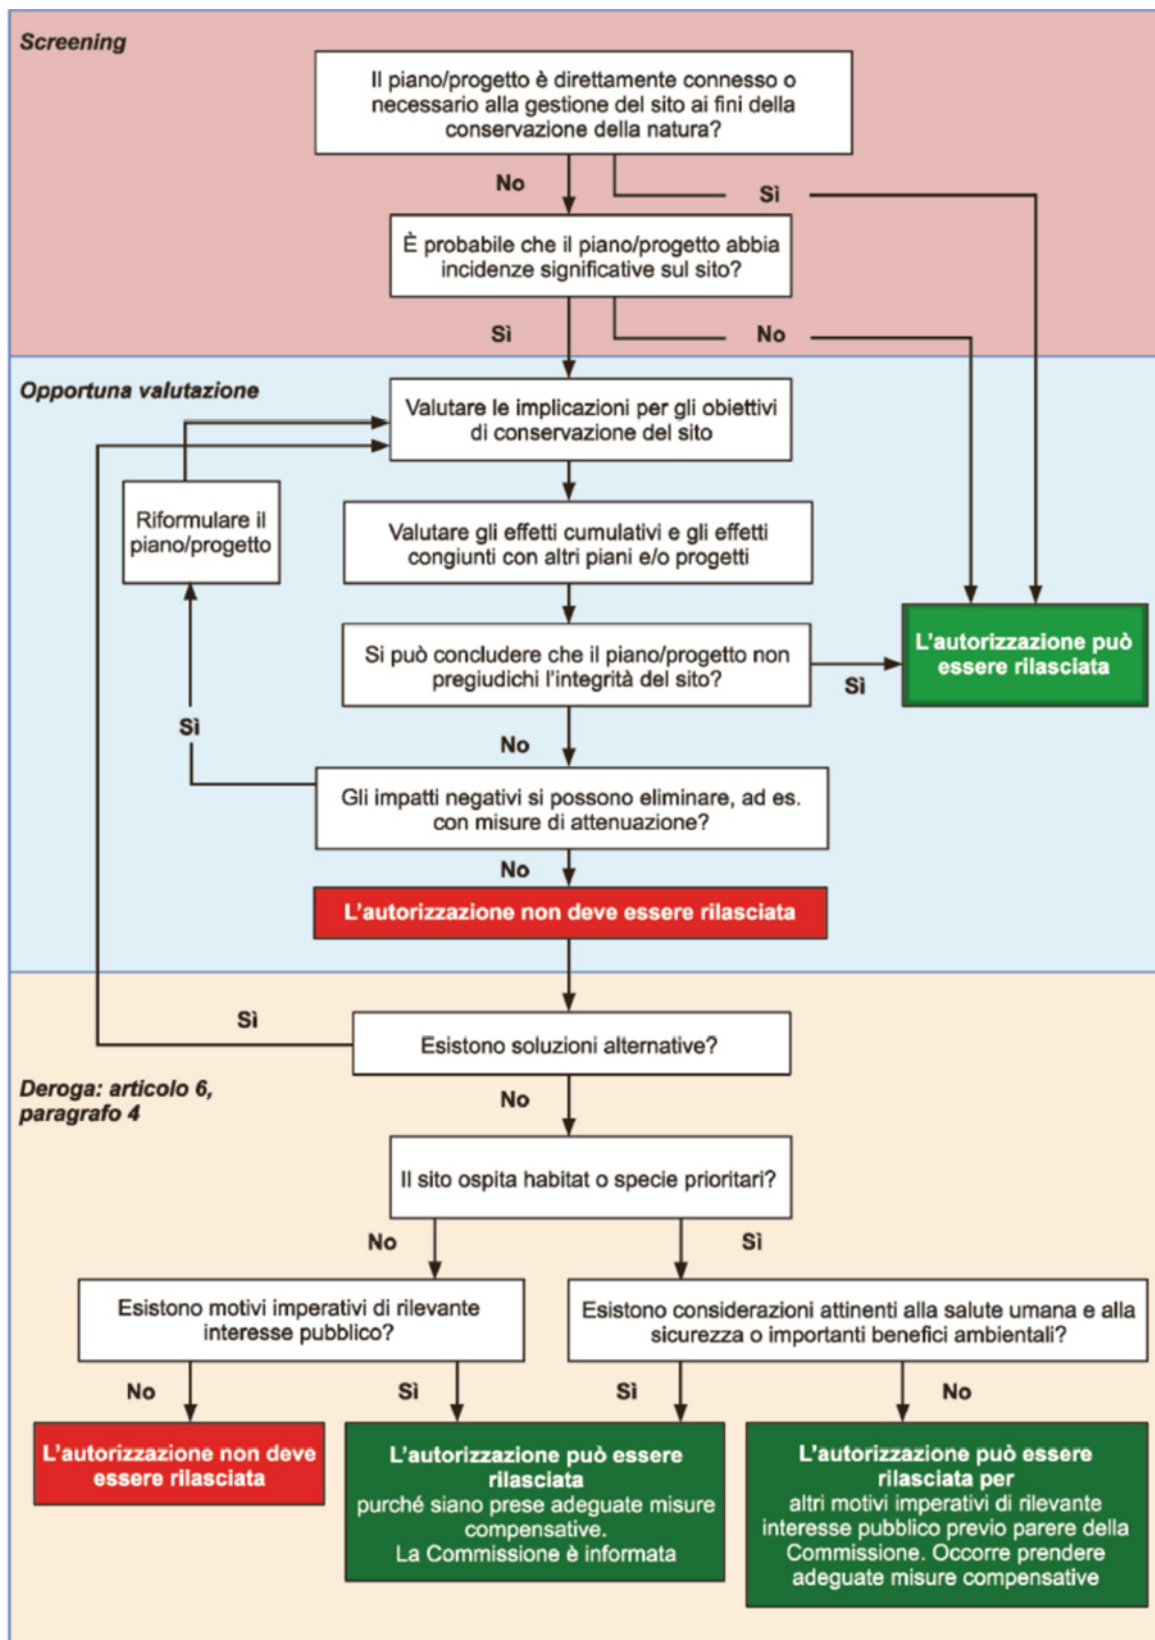 Screening
Il piano/progetto è direttamente connesso o
necessario alla gestione del sito ai fini della
conservazione della natura?
No
Sì
È probabile che il piano/progetto abbia
incidenze significative sul sito?
Sì
No
Opportuna valutazione
Valutare le implicazioni per gli obiettivi
di conservazione del sito
Riformulare il
piano/progetto
Valutare gli effetti cumulativi e gli effetti
congiunti con altri piani e/o progetti
Si può concludere che il piano/progetto non
pregiudichi l'integrità del sito?
Sì
L'autorizzazione può
essere rilasciata
No
Sì
Gli impatti negativi si possono eliminare, ad es.
con misure di attenuazione?
No
L'autorizzazione non deve essere rilasciata
Sì
Esistono soluzioni alternative?
Deroga: articolo 6,
paragrafo 4
No
Il sito ospita habitat o specie prioritari?
No
Sì
Esistono motivi imperativi di rilevante
interesse pubblico?
Esistono considerazioni attinenti alla salute umana e alla
sicurezza o importanti benefici ambientali?
No
Sì
Sì
No
L'autorizzazione non deve
essere rilasciata
L'autorizzazione può essere
rilasciata
purché siano prese adeguate misure
compensative.
La Commissione è informata
L'autorizzazione può essere
rilasciata per
altri motivi imperativi di rilevante
interesse pubblico previo parere della
Commissione. Occorre prendere
adeguate misure compensative